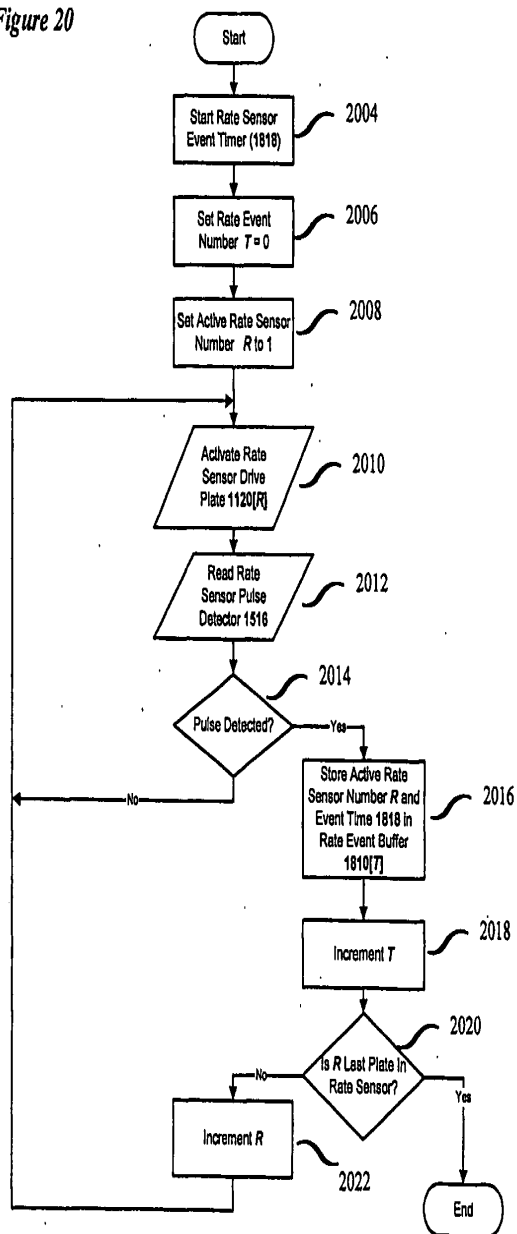 Figure 20
Start
Start Rate Sensor
Event Timer (1818)
2004
Set Rate Event
Number T = 0
2006
Set Active Rate Sensor
Number R to 1
2008
Activate Rate
Sensor Drive
Plate 1120[R]
2010
Read Rate
Sensor Pulse
Detector 1516
2012
2014
Pulse Detected?
Yes
No
Store Active Rate
Sensor Number R and
Event Time 1818 in
Rate Event Buffer
1810[T]
2016
Increment T
2018
2020
Is R Last Plate In
Rate Sensor?
No
Yes
Increment R
2022
End